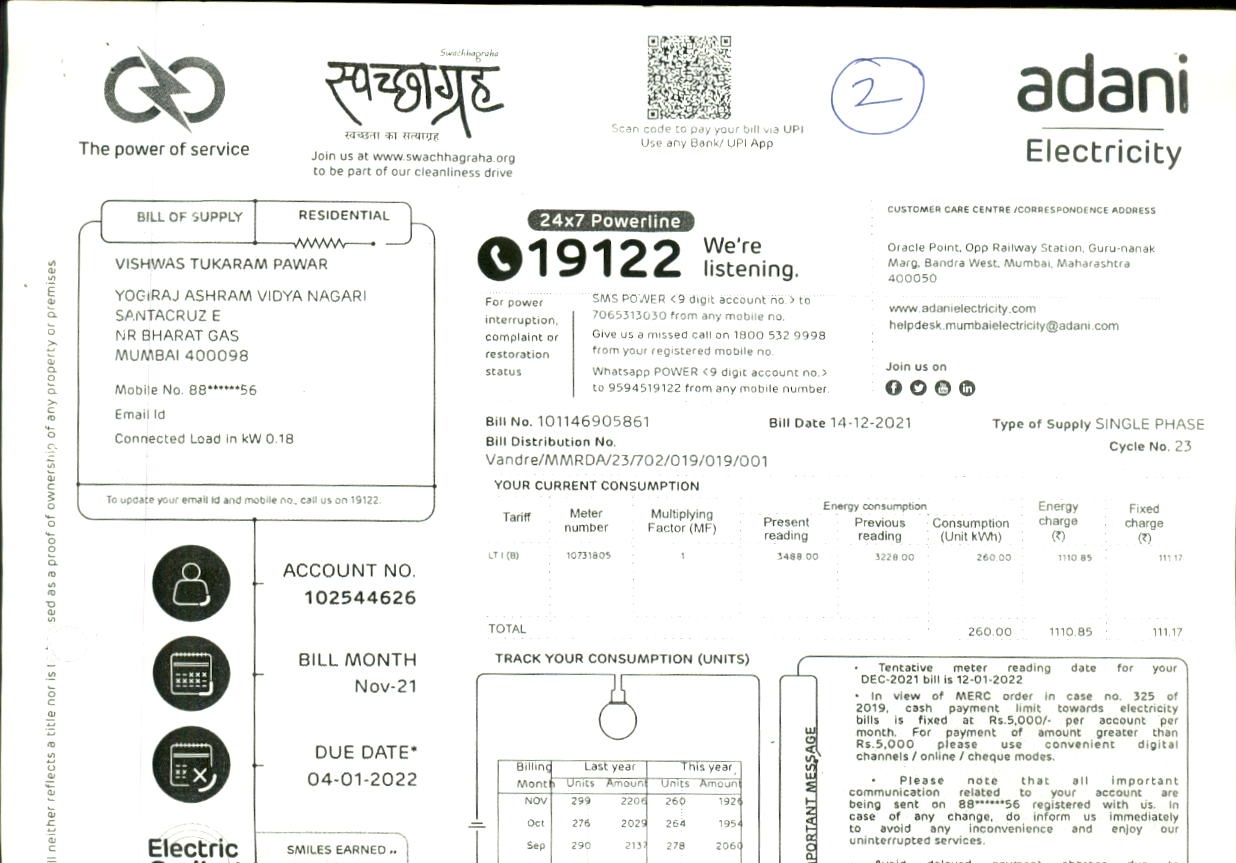 The power of service
Swachhagraha
स्वच्छाग्रह
स्वच्छता का सत्याग्रह
Join us at www.swachhagraha.org
to be part of our cleanliness drive
Scan code to pay your bill via UPI
Use any Bank/ UPI App
2
adani
Electricity
BILL OF SUPPLY
RESIDENTIAL
VISHWAS TUKARAM PAWAR
YOGIRAJ ASHRAM VIDYA NAGARI
SANTACRUZ E
NR BHARAT GAS
MUMBAI 400098
Mobile No. 88******56
Email Id
Connected Load in kW 0.18
To update your email Id and mobile no., call us on 19122.
24x7 Powerline
19122 We're listening.
For power interruption, complaint or restoration status
SMS POWER <9 digit account no.> to
7065313030 from any mobile no.
Give us a missed call on 1800 532 9998
from your registered mobile no.
Whatsapp POWER <9 digit account no.>
to 9594519122 from any mobile number.
CUSTOMER CARE CENTRE /CORRESPONDENCE ADDRESS
Oracle Point, Opp Railway Station, Guru-nanak
Marg, Bandra West, Mumbai, Maharashtra
400050
www.adanielectricity.com
helpdesk.mumbaielectricity@adani.com
Join us on
Bill No. 101146905861 Bill Date 14-12-2021 Type of Supply SINGLE PHASE
Bill Distribution No. Cycle No. 23
Vandre/MMRDA/23/702/019/019/001
YOUR CURRENT CONSUMPTION
Energy consumption
Tariff Meter number Multiplying Factor (MF) Present reading Previous reading Consumption (Unit kWh) Energy charge (₹) Fixed charge (₹)
LT I (B) 10731805 1 3488.00 3228.00 260.00 1110.85 111.17
TOTAL 260.00 1110.85 111.17
ACCOUNT NO.
102544626
BILL MONTH
Nov-21
DUE DATE*
04-01-2022
Electric
SMILES EARNED
TRACK YOUR CONSUMPTION (UNITS)
Billing Month Last year This year
Units Amount Units Amount
NOV 299 2206 260 1926
Oct 276 2029 264 1954
Sep 290 2137 278 2060
PORTANT MESSAGE
• Tentative meter reading date for your
DEC-2021 bill is 12-01-2022
• In view of MERC order in case no. 325 of
2019, cash payment limit towards electricity
bills is fixed at Rs.5,000/- per account per
month. For payment of amount greater than
Rs.5,000 please use convenient digital
channels / online / cheque modes.
• Please note that all important
communication related to your account are
being sent on 88******56 registered with us. In
case of any change, do inform us immediately
to avoid any inconvenience and enjoy our
uninterrupted services.
ll neither reflects a title nor is sed as a proof of ownership of any property or premises